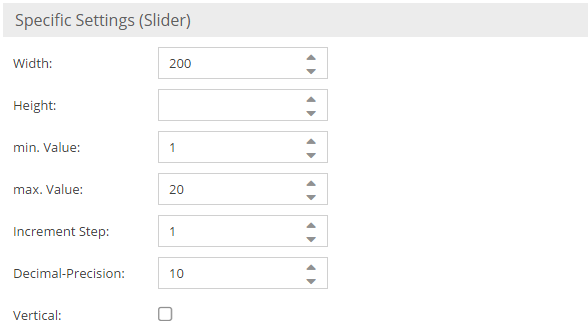 Specific Settings (Slider)
Width: 200
Height:
min. Value: 1
max. Value: 20
Increment Step: 1
Decimal-Precision: 10
Vertical: